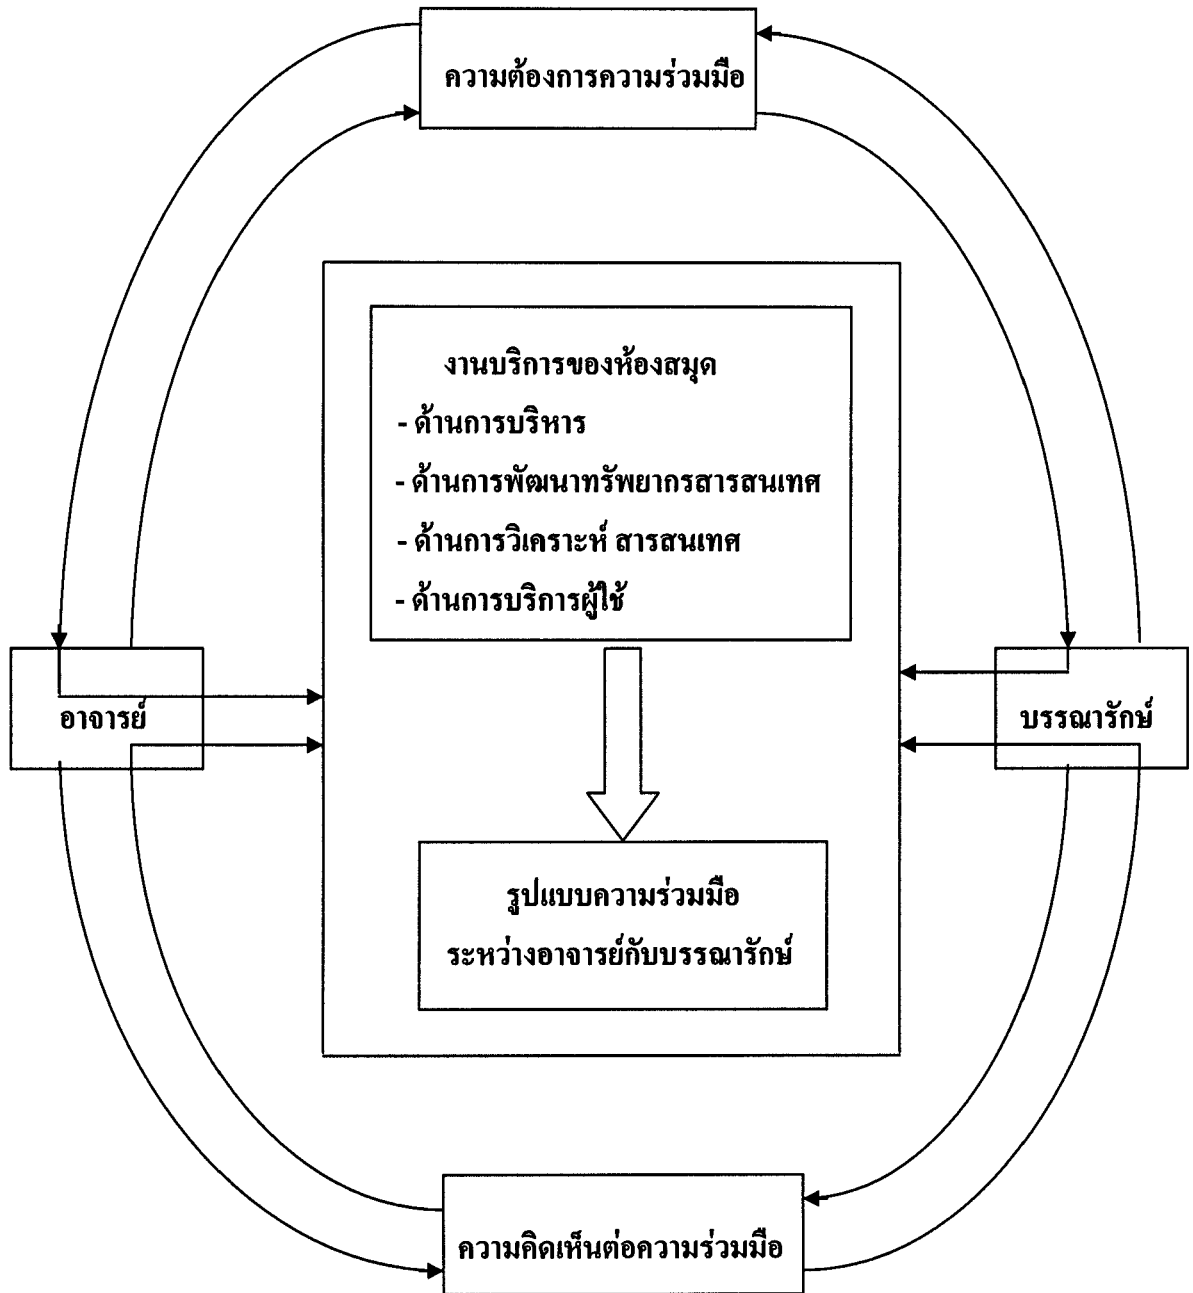 ความต้องการความร่วมมือ
งานบริการของห้องสมุด
- ด้านการบริหาร
- ด้านการพัฒนาทรัพยากรสารสนเทศ
- ด้านการวิเคราะห์ สารสนเทศ
- ด้านการบริการผู้ใช้
อาจารย์
บรรณารักษ์
รูปแบบความร่วมมือ
ระหว่างอาจารย์กับบรรณารักษ์
ความคิดเห็นต่อความร่วมมือ